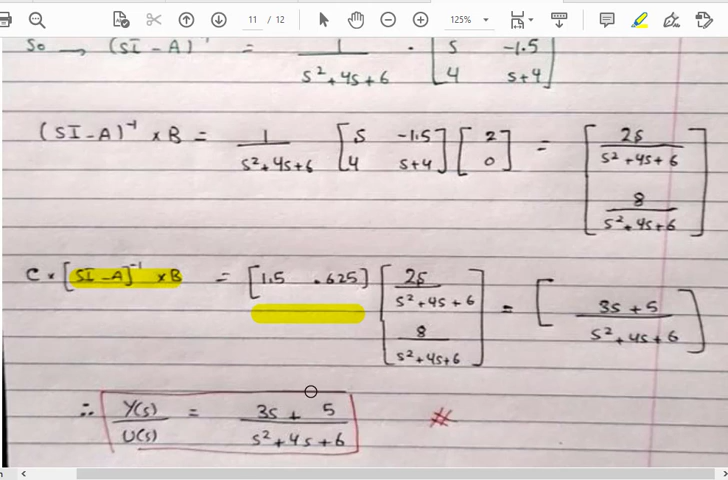 11 / 12
125%
So → (SI - A)⁻¹ = 1 / (s² + 4s + 6) · [s -1.5; 4 s+4]
(SI - A)⁻¹ × B = 1 / (s² + 4s + 6) [s -1.5; 4 s+4] [2; 0] = [2s / (s² + 4s + 6); 8 / (s² + 4s + 6)]
C × [SI - A]⁻¹ × B = [1.5 .625] [2s / (s² + 4s + 6); 8 / (s² + 4s + 6)] = [3s + 5 / (s² + 4s + 6)]
∴ Y(s) / U(s) = 3s + 5 / (s² + 4s + 6) #